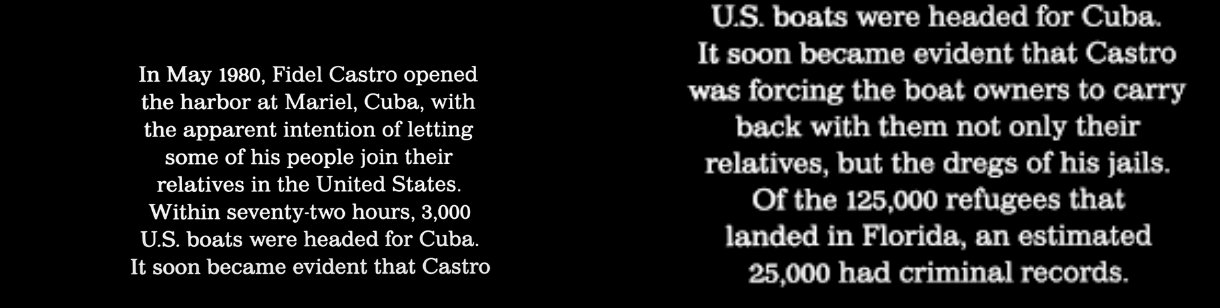 In May 1980, Fidel Castro opened
the harbor at Mariel, Cuba, with
the apparent intention of letting
some of his people join their
relatives in the United States.
Within seventy-two hours, 3,000
U.S. boats were headed for Cuba.
It soon became evident that Castro
U.S. boats were headed for Cuba.
It soon became evident that Castro
was forcing the boat owners to carry
back with them not only their
relatives, but the dregs of his jails.
Of the 125,000 refugees that
landed in Florida, an estimated
25,000 had criminal records.